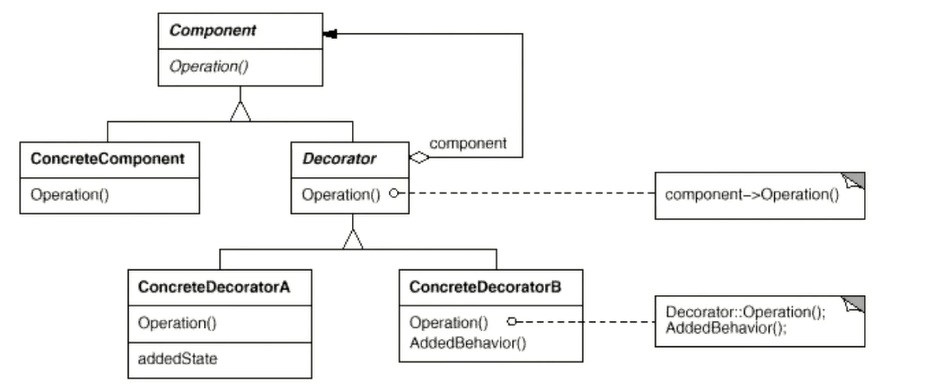 Component
Operation()
component
ConcreteComponent
Operation()
Decorator
Operation()
component–>Operation()
ConcreteDecoratorA
Operation()
addedState
ConcreteDecoratorB
Operation()
AddedBehavior()
Decorator::Operation();
AddedBehavior();